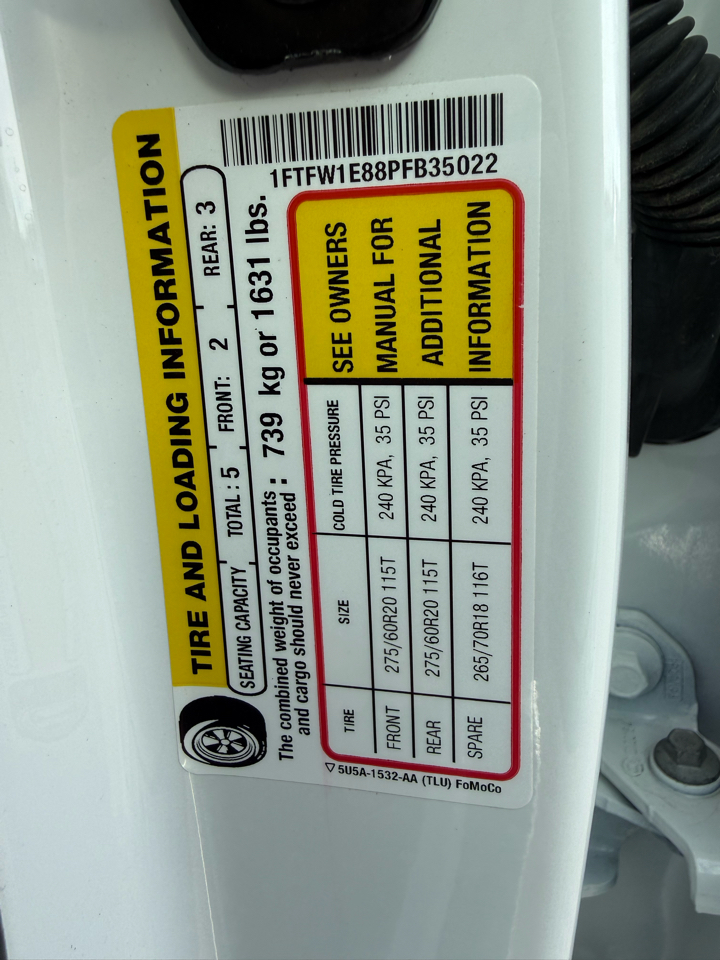 TIRE AND LOADING INFORMATION
SEATING CAPACITY TOTAL: 5 FRONT: 2 REAR: 3
The combined weight of occupants
and cargo should never exceed : 739 kg or 1631 lbs.
TIRE SIZE COLD TIRE PRESSURE
FRONT 275/60R20 115T 240 KPA, 35 PSI
REAR 275/60R20 115T 240 KPA, 35 PSI
SPARE 265/70R18 116T 240 KPA, 35 PSI
SEE OWNERS
MANUAL FOR
ADDITIONAL
INFORMATION
▽ 5U5A-1532-AA (TLU) FoMoCo
1FTFW1E88PFB35022